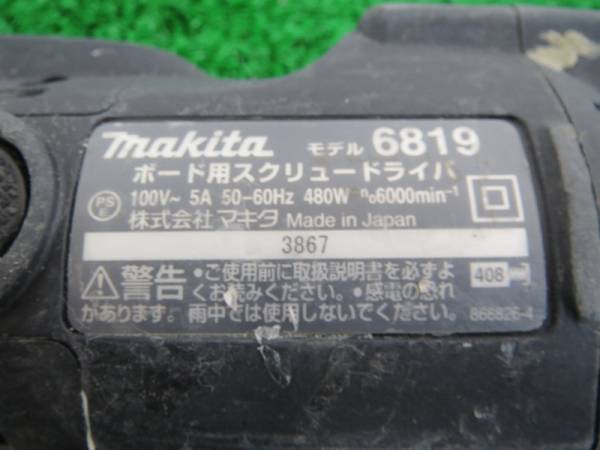 makita モデル 6819
ボード用スクリュードライバ
PS E 100V~ 5A 50-60Hz 480W n₀6000min⁻¹
株式会社マキタ Made in Japan
3867
警告 •ご使用前に取扱説明書を必ずよ
くお読みください。•感電の恐れ
があります。雨中では使用しないでください。
408
866826-4